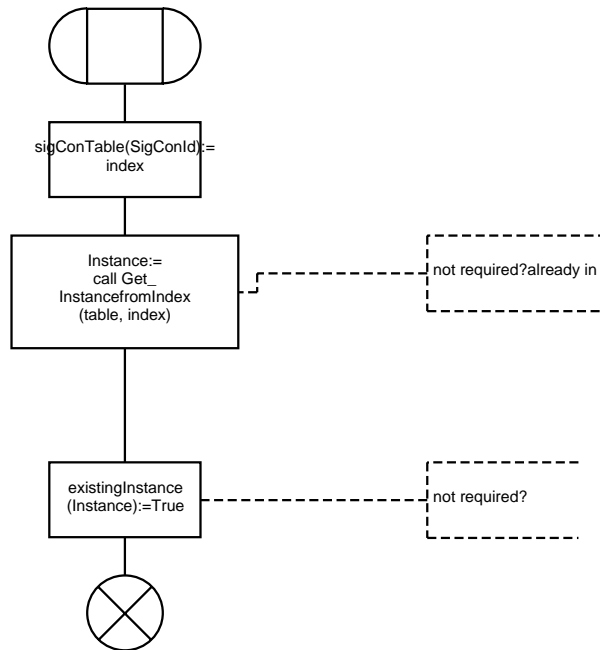 sigConTable(SigConId):=
index
Instance:=
call Get_
InstancefromIndex
(table, index)
not required?already in
existingInstance
(Instance):=True
not required?